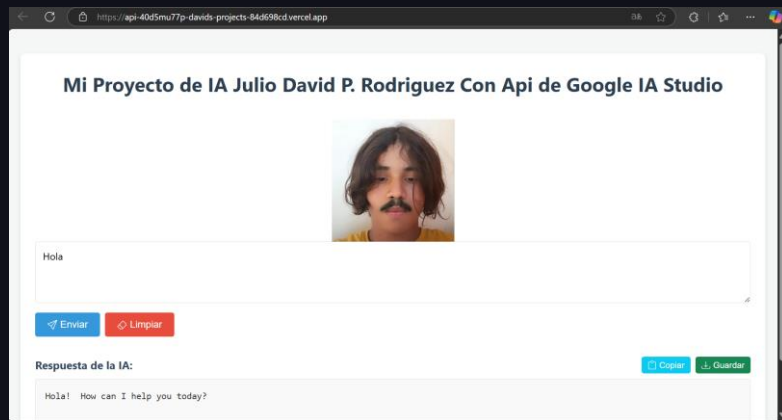 https://api-40d5mu77p-davids-projects-84d698cd.vercel.app
Mi Proyecto de IA Julio David P. Rodriguez Con Api de Google IA Studio
Hola
Enviar Limpiar
Respuesta de la IA: Copiar Guardar
Hola! How can I help you today?